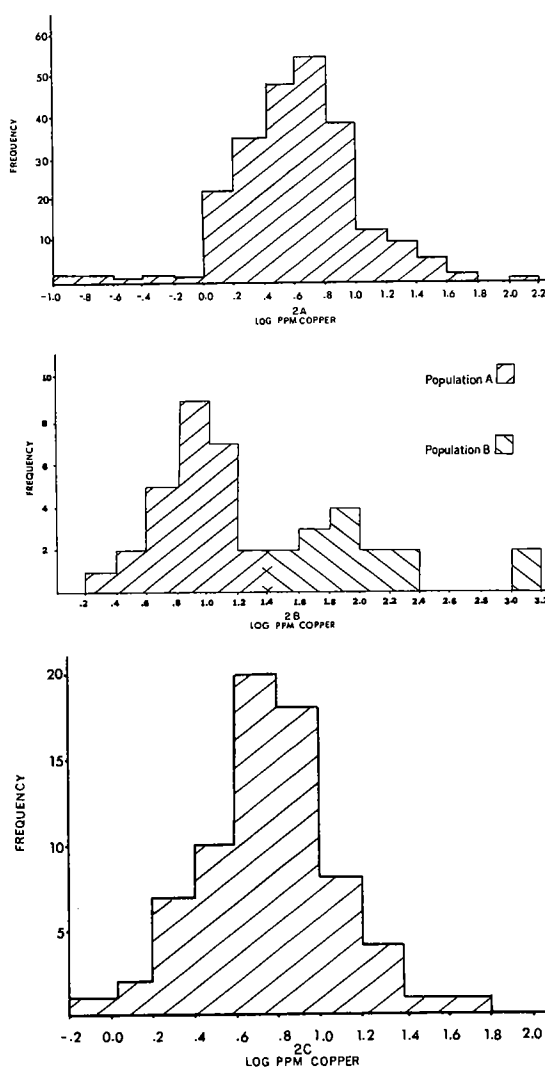 60
50
40
30
20
10
FREQUENCY
-1.0 -.8 -.6 -.4 -.2 0.0 .2 .4 .6 .8 1.0 1.2 1.4 1.6 1.8 2.0 2.2
2A
LOG PPM COPPER
Population A
Population B
10
8
6
4
2
FREQUENCY
.2 .4 .6 .8 1.0 1.2 1.4 1.6 1.8 2.0 2.2 2.4 2.6 2.8 3.0 3.2
2B
LOG PPM COPPER
20
15
10
5
FREQUENCY
-.2 0.0 .2 .4 .6 .8 1.0 1.2 1.4 1.6 1.8 2.0
2C
LOG PPM COPPER